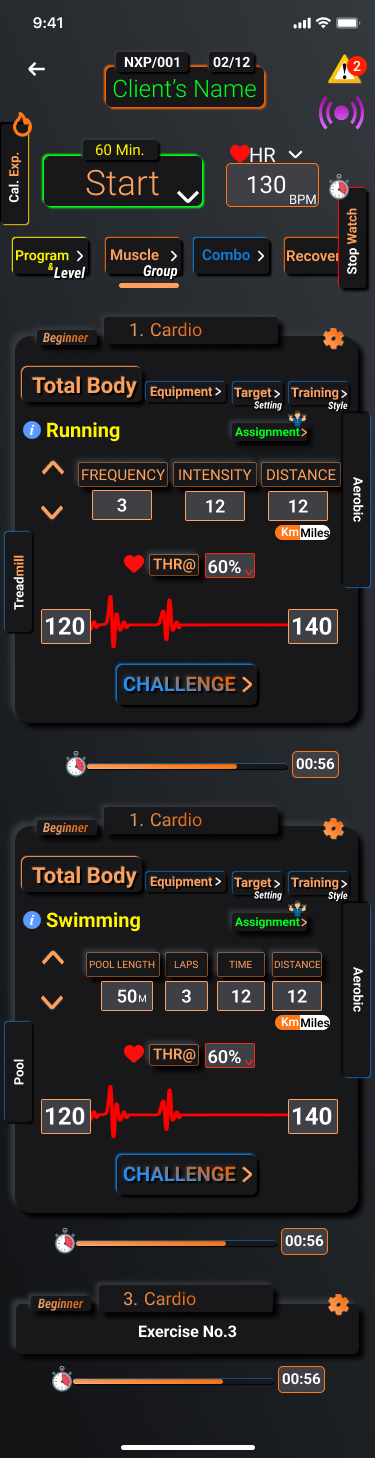 9:41
NXP/001 02/12
Client's Name
2
Cal. Exp.
60 Min.
Start
HR
130
BPM
Stop Watch
Program
& Level
Muscle
Group
Combo
Recover
Beginner
1. Cardio
Total Body
Equipment
Target
Setting
Training
Style
Running
Assignment
Aerobic
FREQUENCY INTENSITY DISTANCE
3 12 12
Km Miles
Treadmill
THR@ 60%
120 140
CHALLENGE
00:56
Beginner
1. Cardio
Total Body
Equipment
Target
Setting
Training
Style
Swimming
Assignment
Aerobic
POOL LENGTH LAPS TIME DISTANCE
50M 3 12 12
Km Miles
Pool
THR@ 60%
120 140
CHALLENGE
00:56
Beginner
3. Cardio
Exercise No.3
00:56